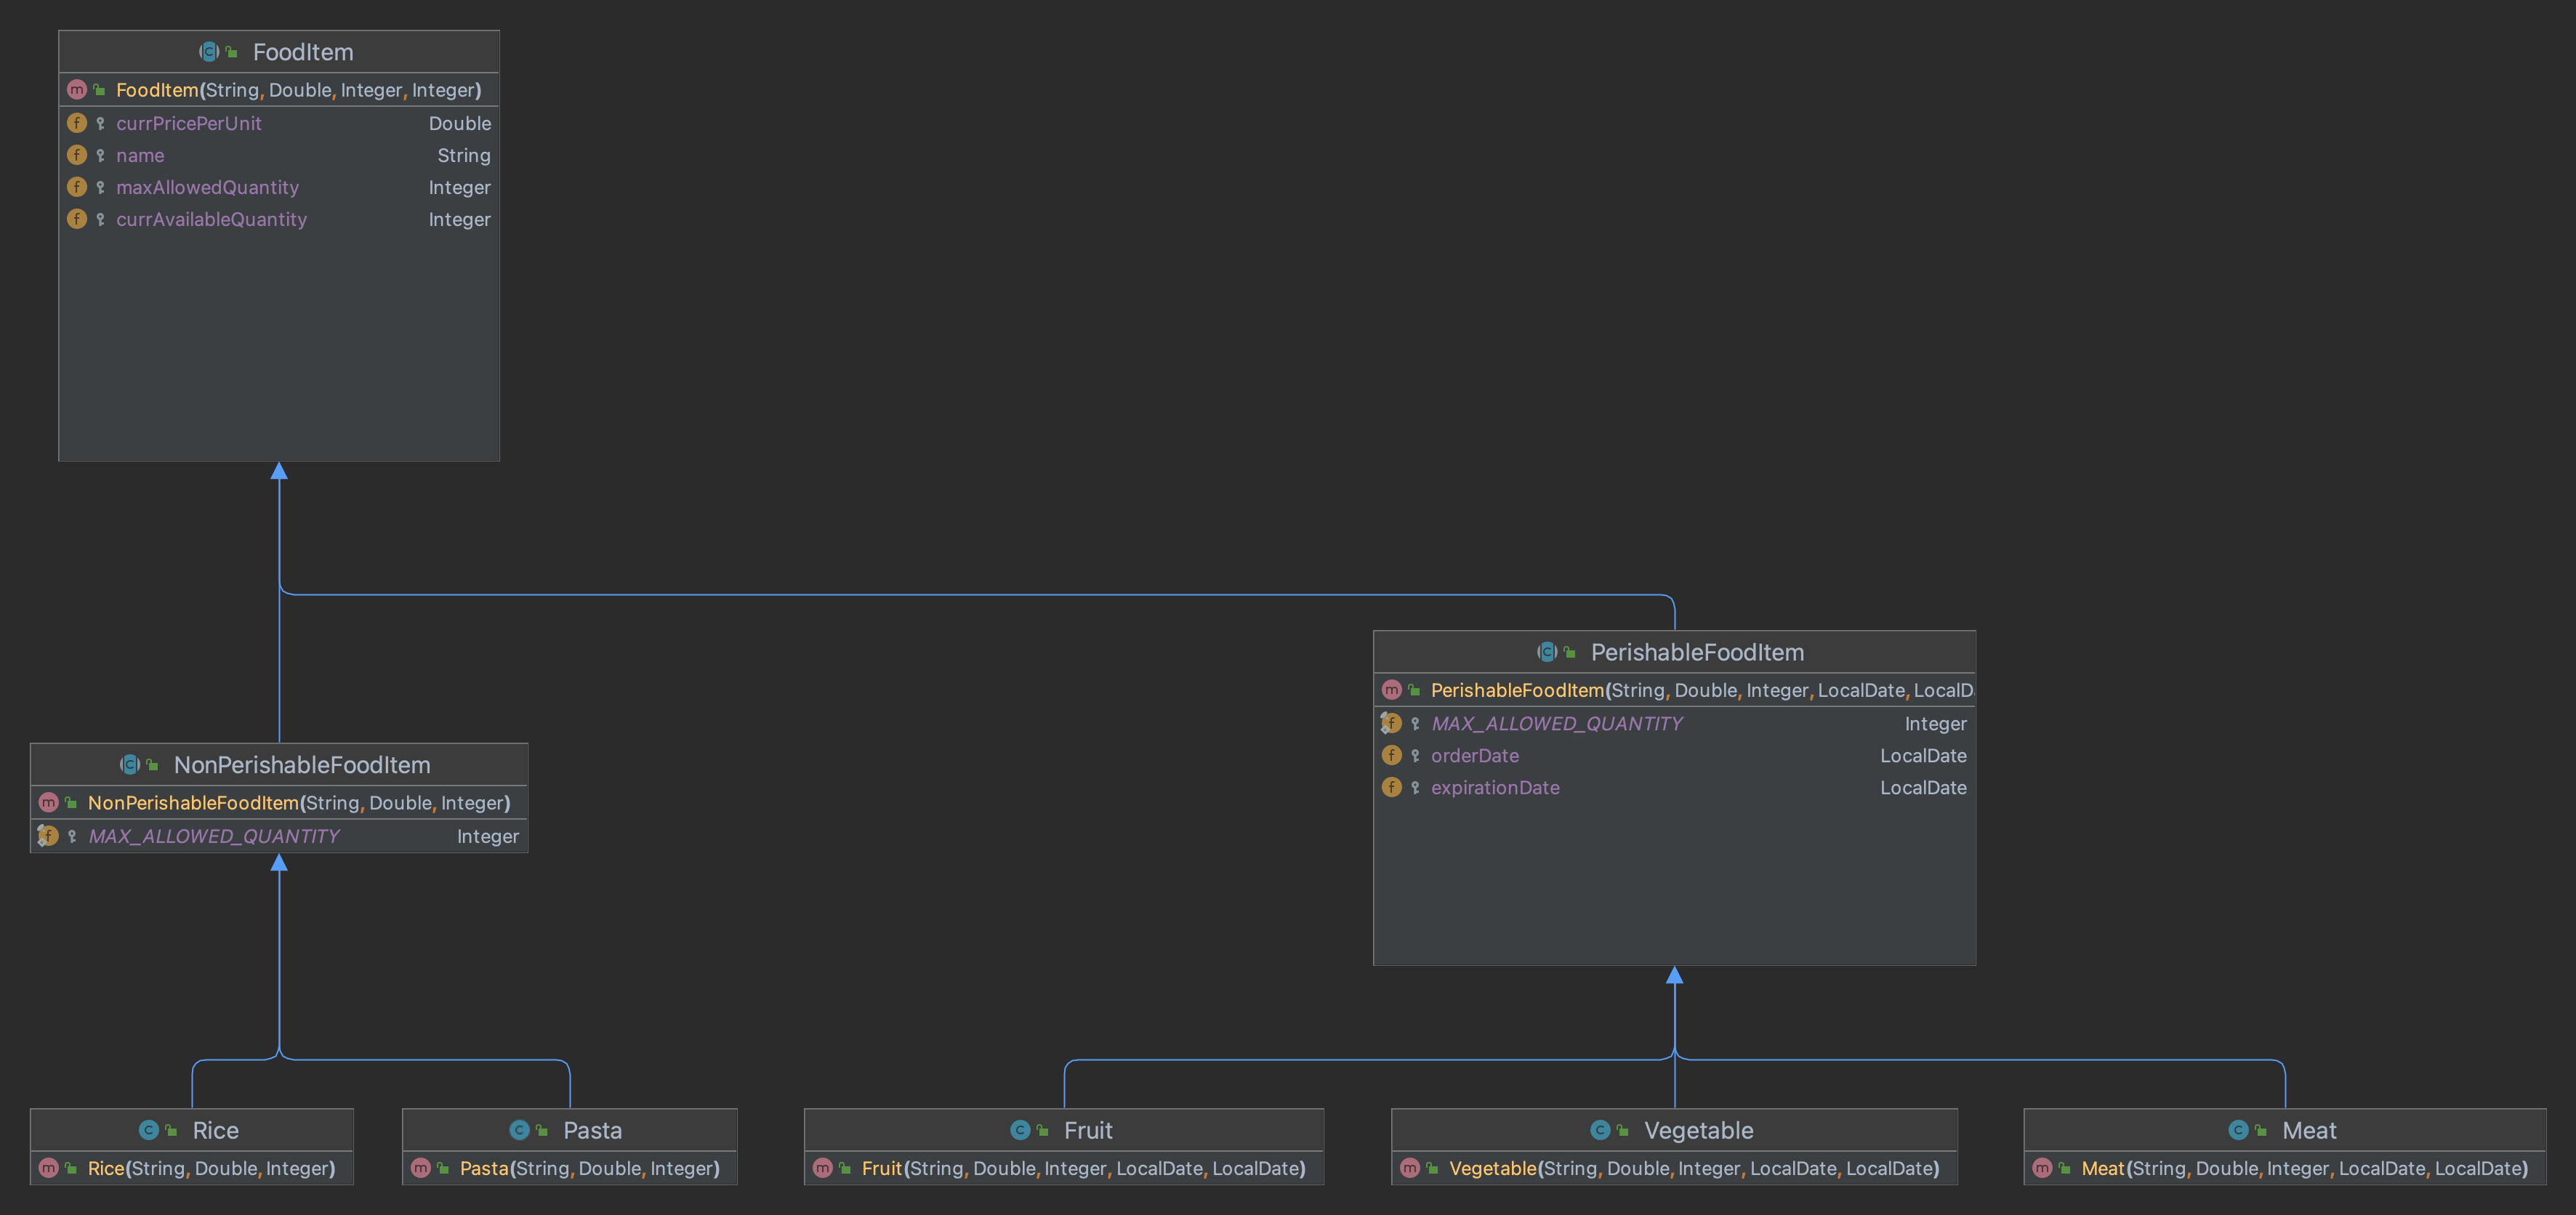 FoodItem
FoodItem(String, Double, Integer, Integer)
currPricePerUnit Double
name String
maxAllowedQuantity Integer
currAvailableQuantity Integer
PerishableFoodItem
PerishableFoodItem(String, Double, Integer, LocalDate, LocalD
MAX_ALLOWED_QUANTITY Integer
orderDate LocalDate
expirationDate LocalDate
NonPerishableFoodItem
NonPerishableFoodItem(String, Double, Integer)
MAX_ALLOWED_QUANTITY Integer
Rice
Rice(String, Double, Integer)
Pasta
Pasta(String, Double, Integer)
Fruit
Fruit(String, Double, Integer, LocalDate, LocalDate)
Vegetable
Vegetable(String, Double, Integer, LocalDate, LocalDate)
Meat
Meat(String, Double, Integer, LocalDate, LocalDate)